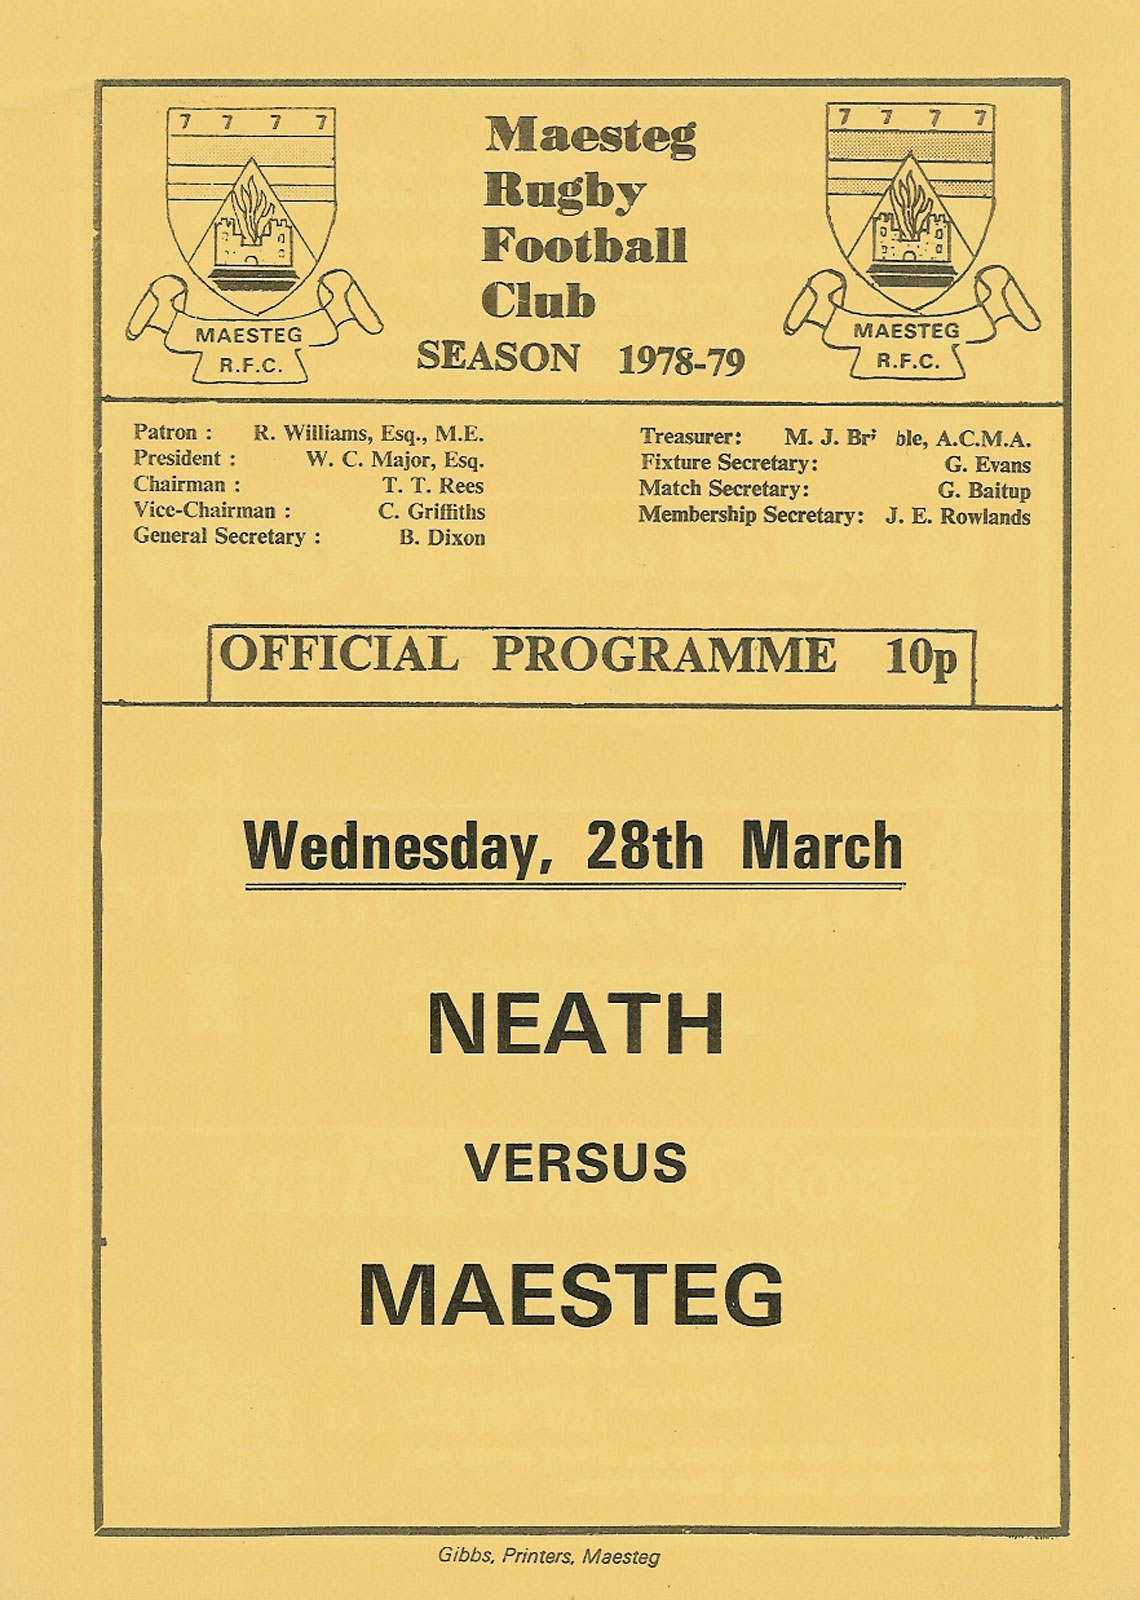 7 7 7 7
MAESTEG
R.F.C.
Maesteg
Rugby
Football
Club
SEASON 1978-79
7 7 7 7
MAESTEG
R.F.C.
Patron : R. Williams, Esq., M.E.
President : W. C. Major, Esq.
Chairman : T. T. Rees
Vice-Chairman : C. Griffiths
General Secretary : B. Dixon
Treasurer: M. J. A.C.M.A.
Fixture Secretary: G. Evans
Match Secretary: G. Baitup
Membership Secretary: J. E. Rowlands
OFFICIAL PROGRAMME 10p
Wednesday, 28th March
NEATH
VERSUS
MAESTEG
Gibbs, Printers, Maesteg